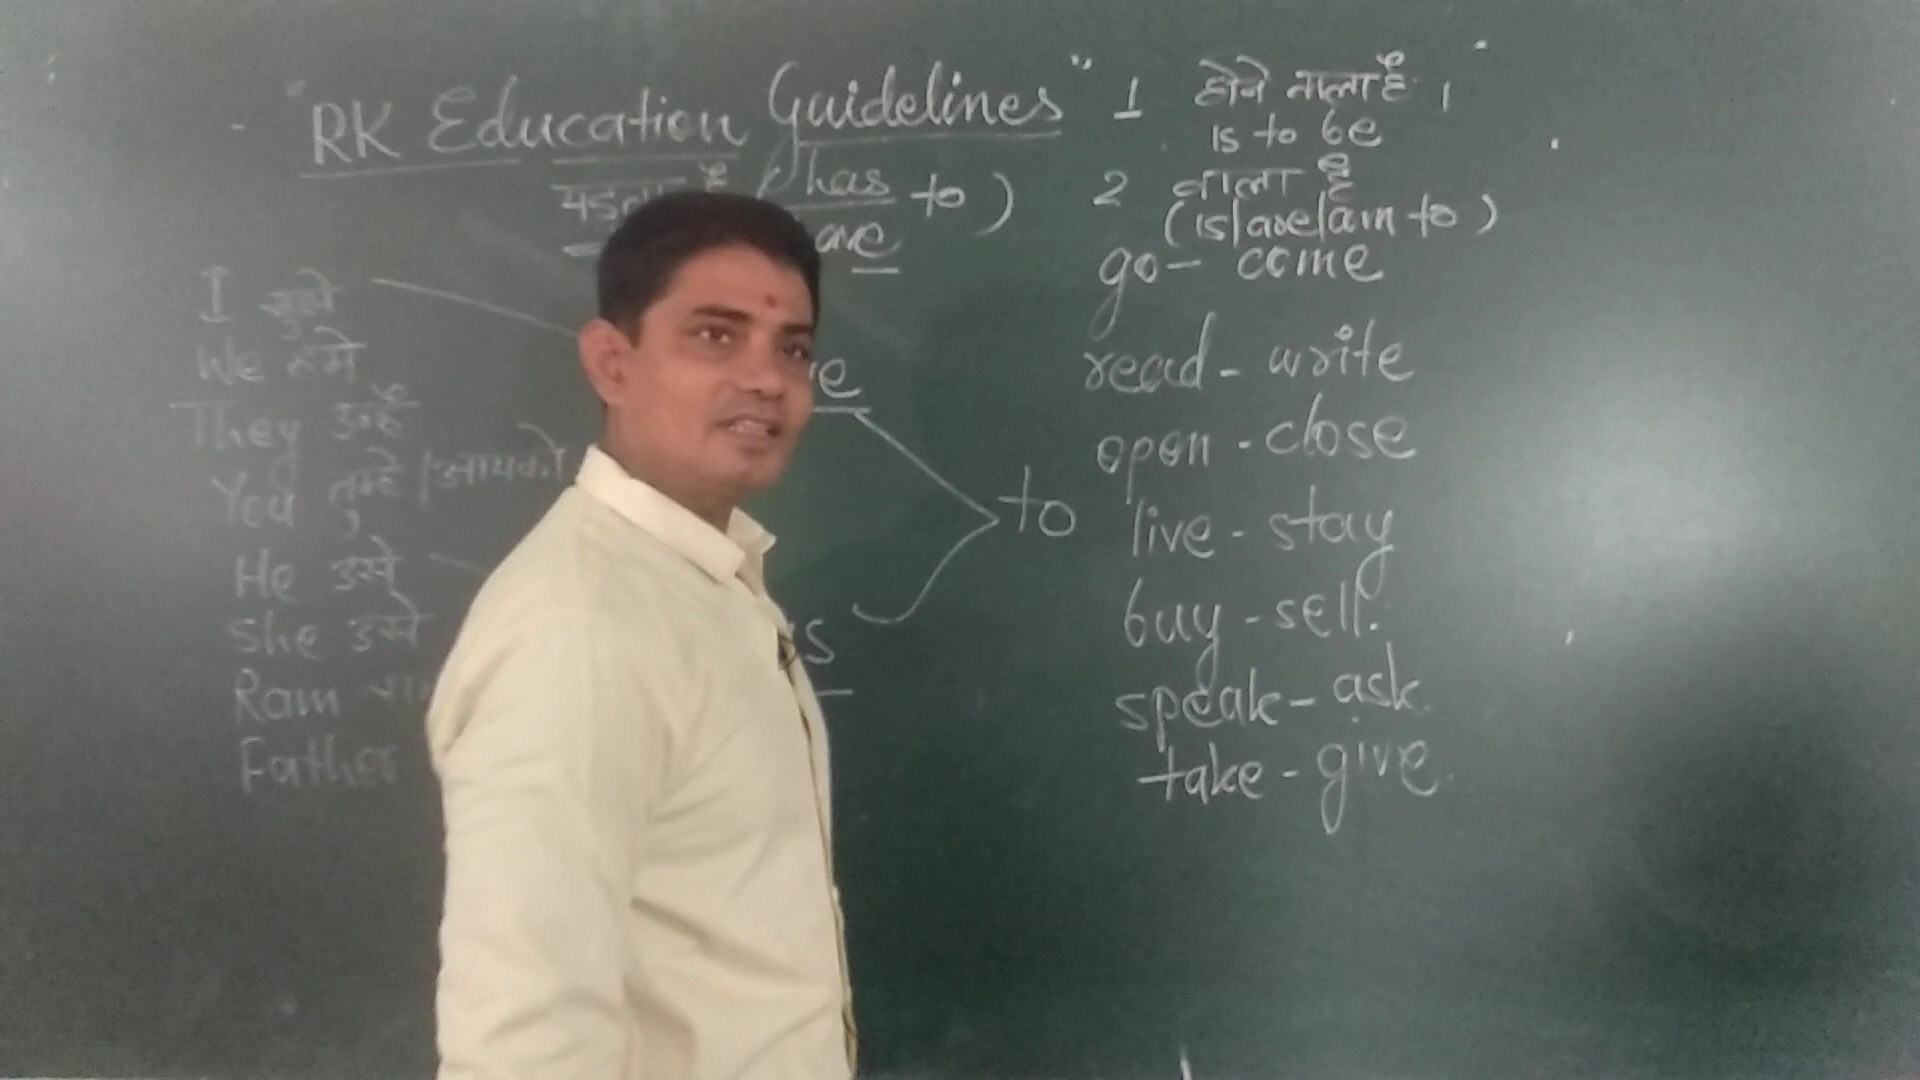 "RK Education Guidelines"
has to)
ave
I मुझे
We हमे
They उन्हें
You तुम्हे/आपको
He उसे
She उसे
Ram
Father
to
1 होने वाला है ।
is to be
2 वाला है
(is/are/am to)
go - come
read - write
open - close
live - stay
buy - sell
speak - ask
take - give